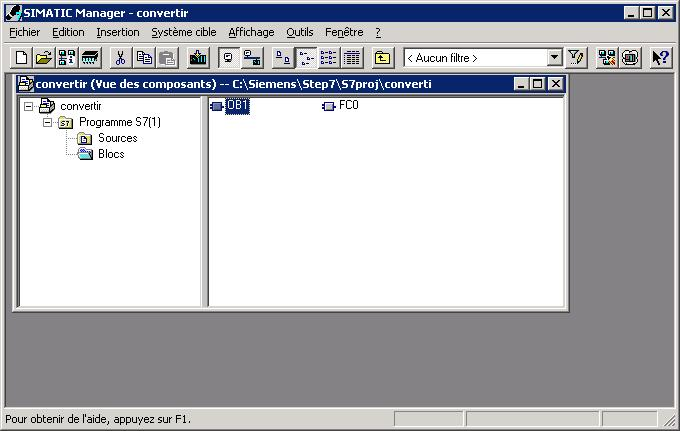 SIMATIC Manager - convertir
Fichier Edition Insertion Système cible Affichage Outils Fenêtre ?
< Aucun filtre >
convertir (Vue des composants) -- C:\Siemens\Step7\S7proj\converti
convertir
OB1 FC0
S7 Programme S7(1)
Sources
Blocs
Pour obtenir de l'aide, appuyez sur F1.